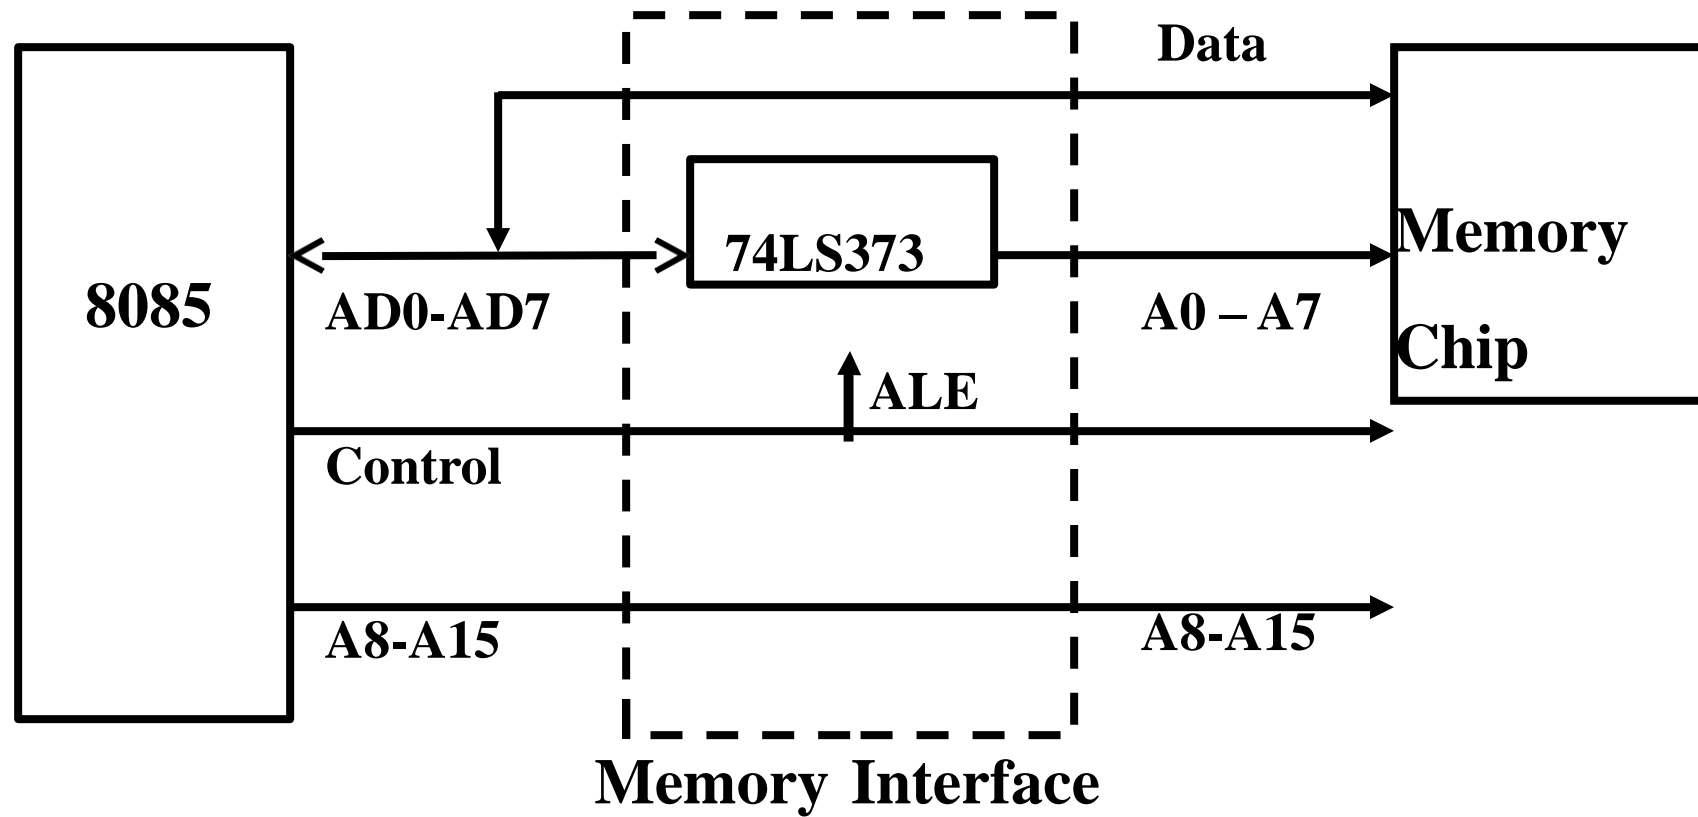 Data
Memory
74LS373
8085
AD0-AD7
A0 – A7
Chip
ALE
Control
A8-A15
A8-A15
Memory Interface